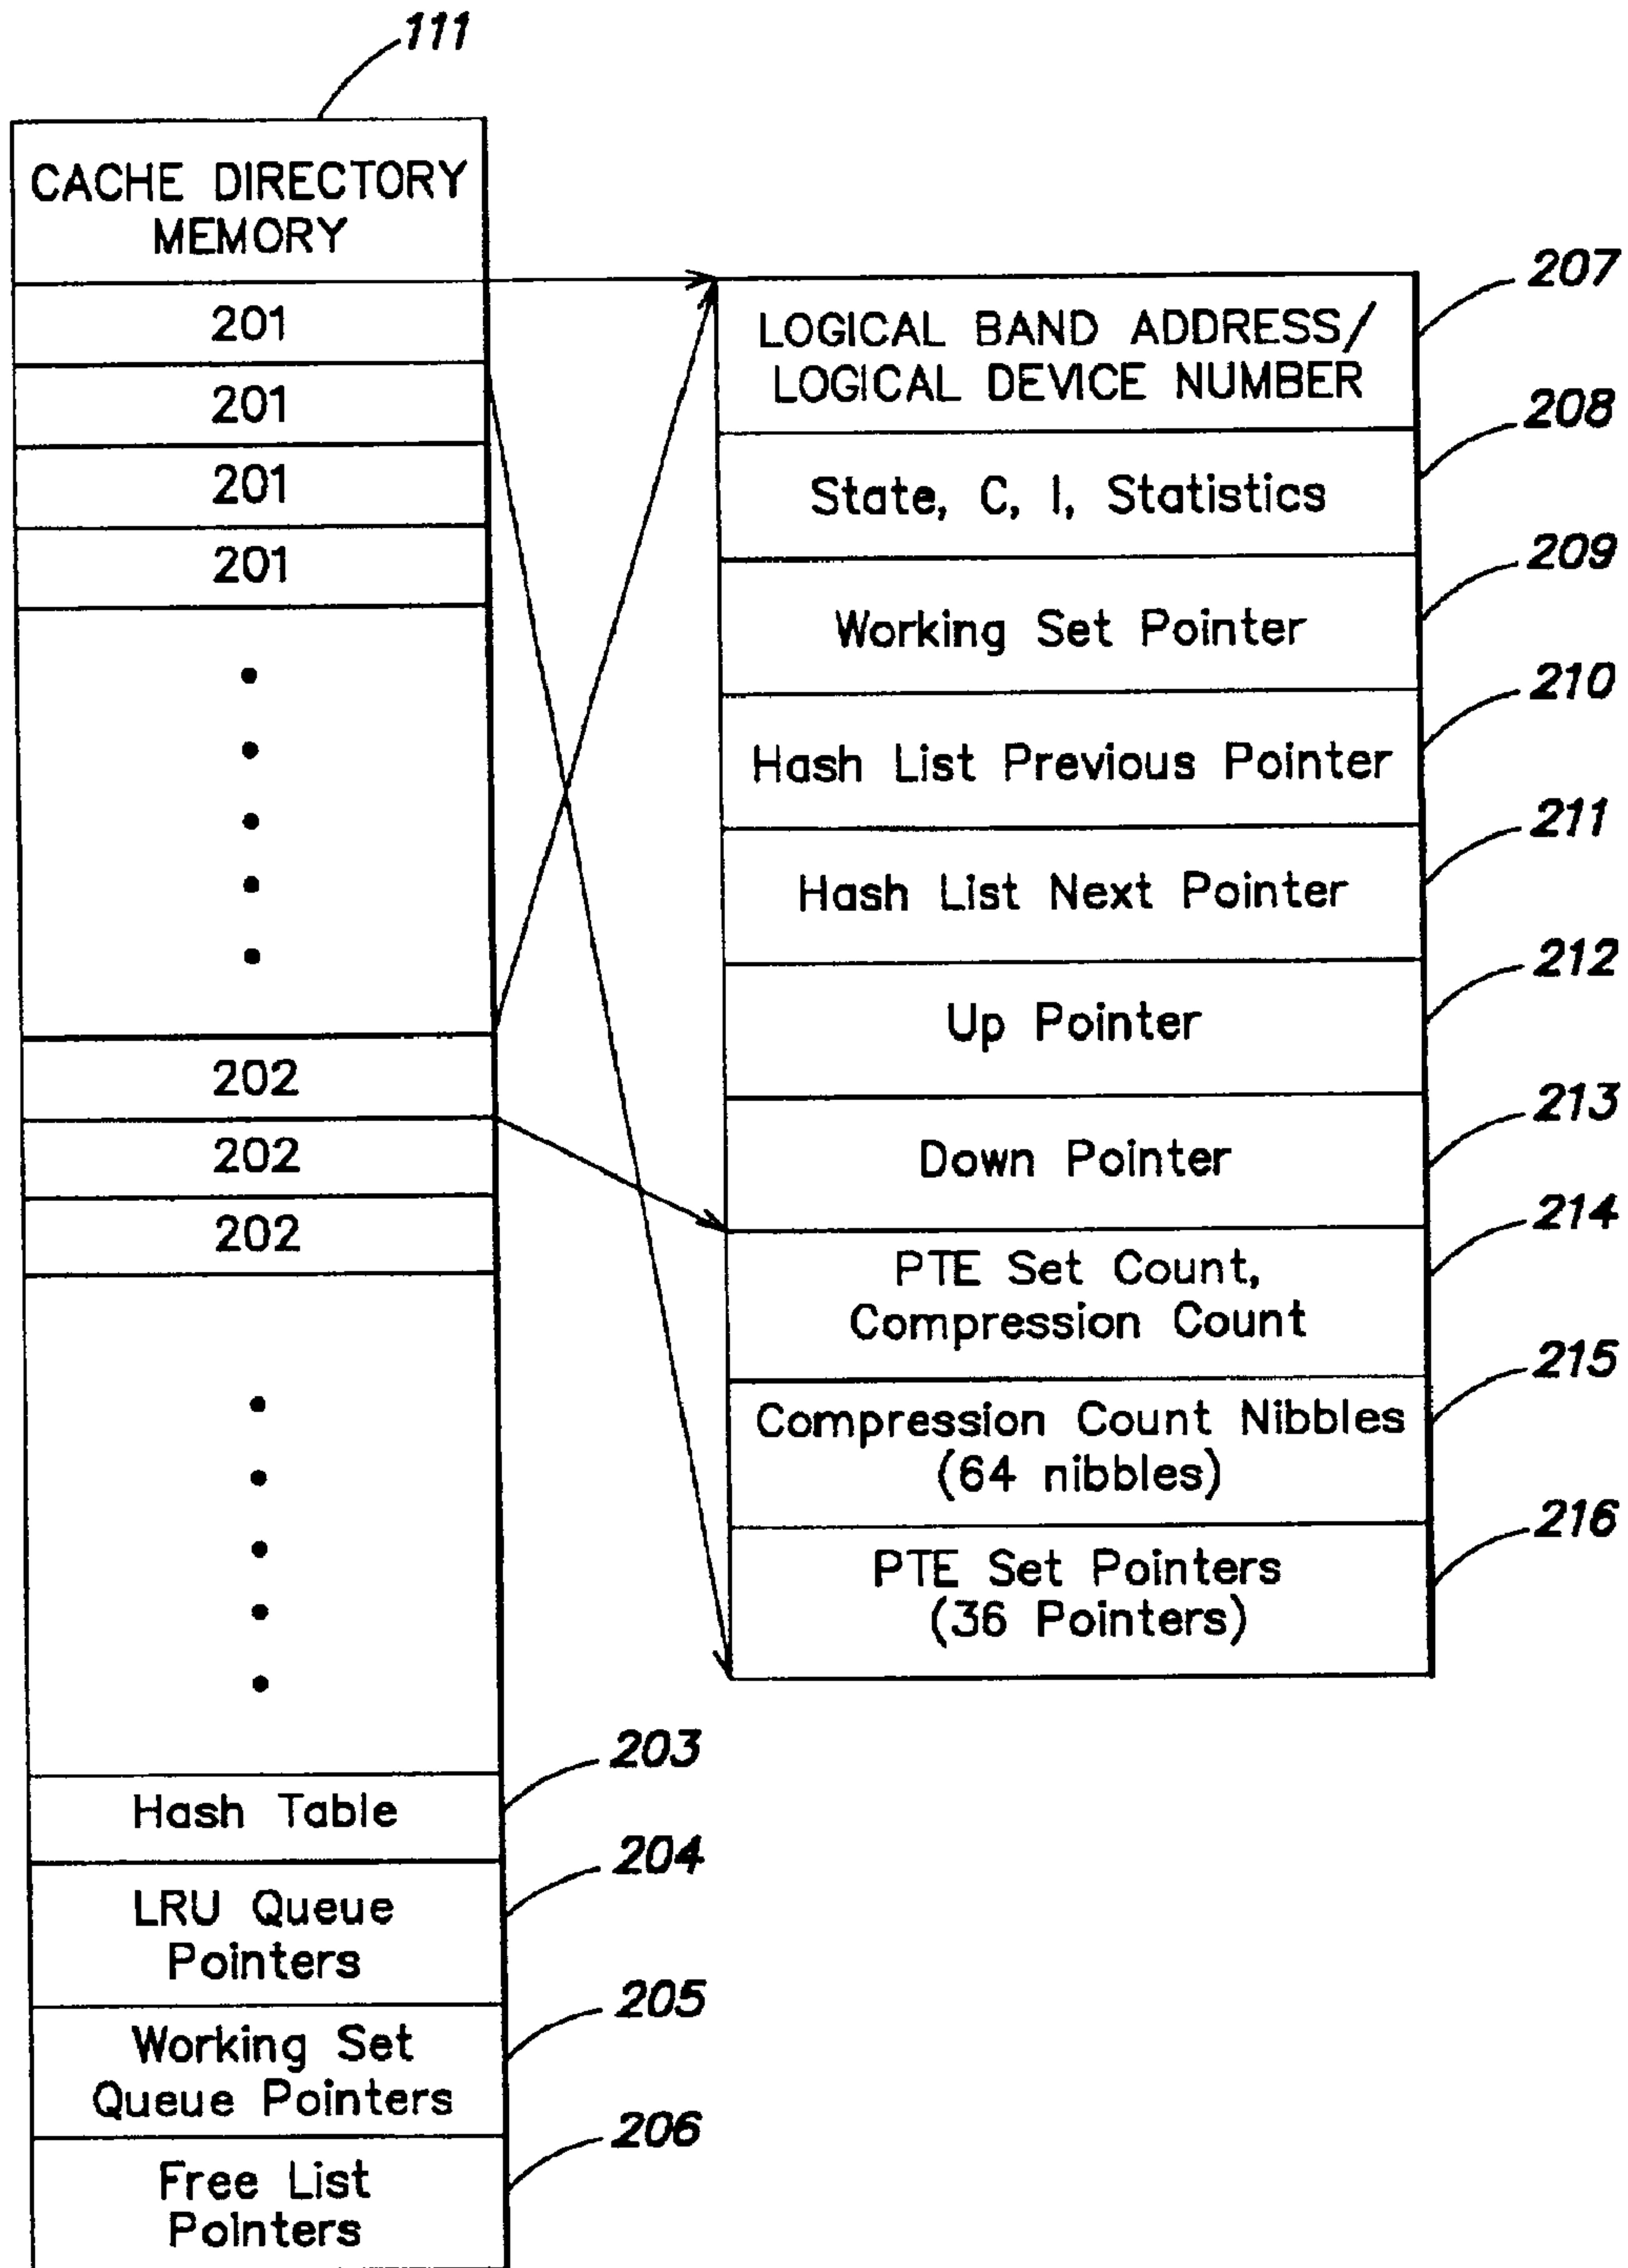 111
CACHE DIRECTORY
MEMORY
201
201
201
201
202
202
202
Hash Table
203
LRU Queue
Pointers
204
Working Set
Queue Pointers
205
Free List
Pointers
206
LOGICAL BAND ADDRESS/
LOGICAL DEVICE NUMBER
207
State, C, I, Statistics
208
Working Set Pointer
209
Hash List Previous Pointer
210
Hash List Next Pointer
211
Up Pointer
212
Down Pointer
213
PTE Set Count,
Compression Count
214
Compression Count Nibbles
(64 nibbles)
215
PTE Set Pointers
(36 Pointers)
216